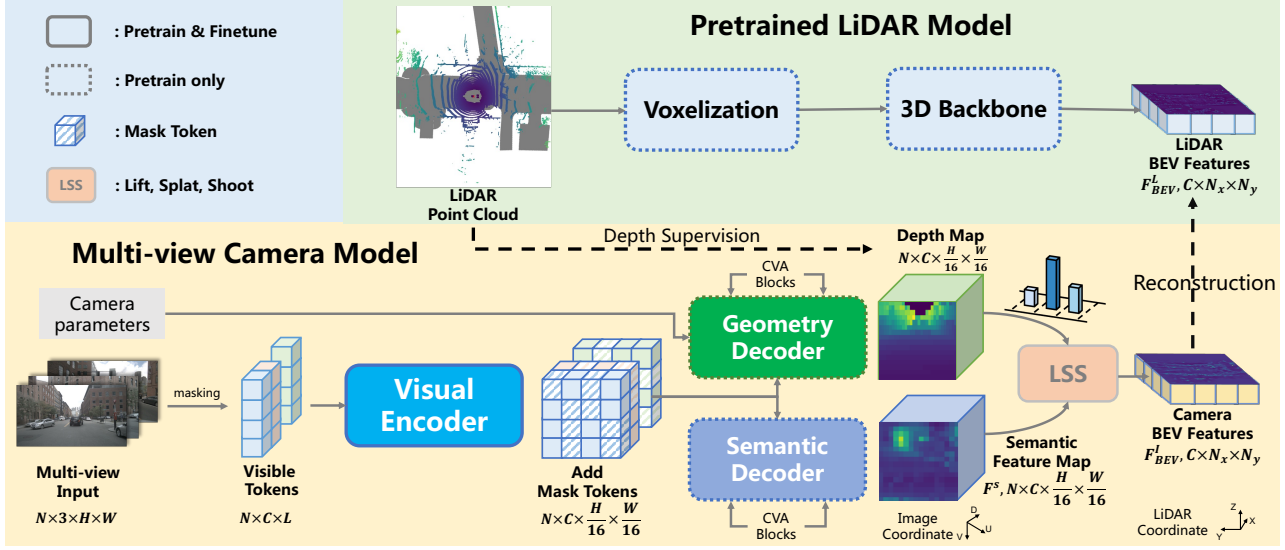 : Pretrain & Finetune
: Pretrain only
: Mask Token
LSS
: Lift, Splat, Shoot
Pretrained LiDAR Model
LiDAR
Point Cloud
Voxelization
3D Backbone
LiDAR
BEV Features
F^L_BEV, C×N_x×N_y
Multi-view Camera Model
Depth Supervision
Depth Map
N×C×H/16×W/16
Reconstruction
Camera
parameters
CVA
Blocks
Geometry
Decoder
masking
Visual
Encoder
Semantic
Decoder
CVA
Blocks
LSS
Multi-view
Input
N×3×H×W
Visible
Tokens
N×C×L
Add
Mask Tokens
N×C×H/16×W/16
Semantic
Feature Map
F^s, N×C×H/16×W/16
Camera
BEV Features
F^I_BEV, C×N_x×N_y
Image
Coordinate
D
U
V
LiDAR
Coordinate
Z
X
Y